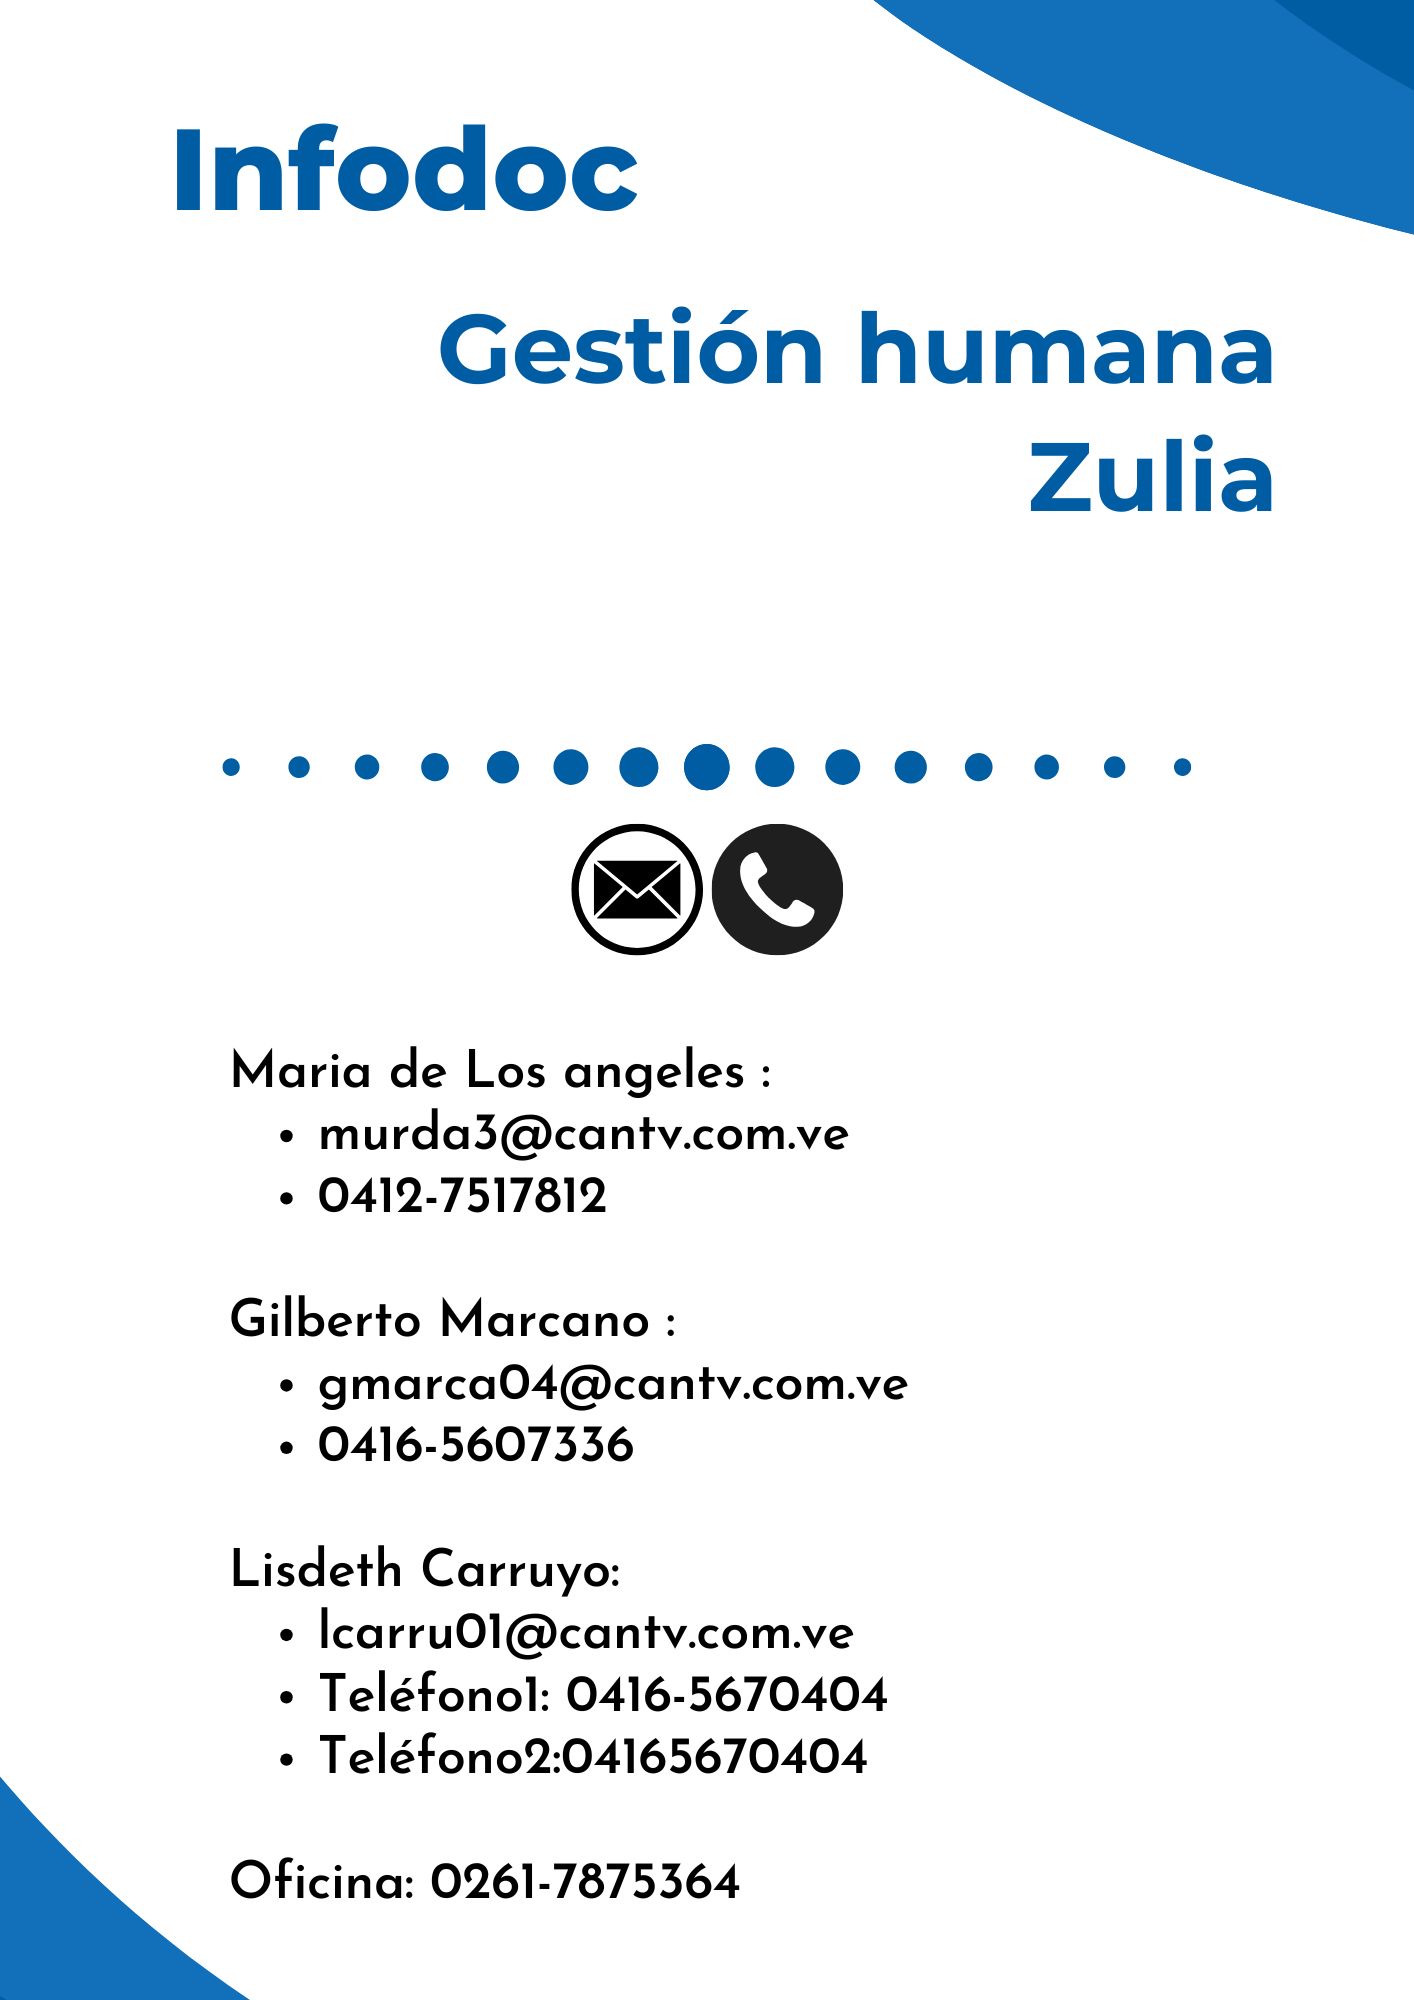 Infodoc
Gestión humana
Zulia
Maria de Los angeles :
• murda3@cantv.com.ve
• 0412-7517812
Gilberto Marcano :
• gmarca04@cantv.com.ve
• 0416-5607336
Lisdeth Carruyo:
• lcarru01@cantv.com.ve
• Teléfono1: 0416-5670404
• Teléfono2:04165670404
Oficina: 0261-7875364